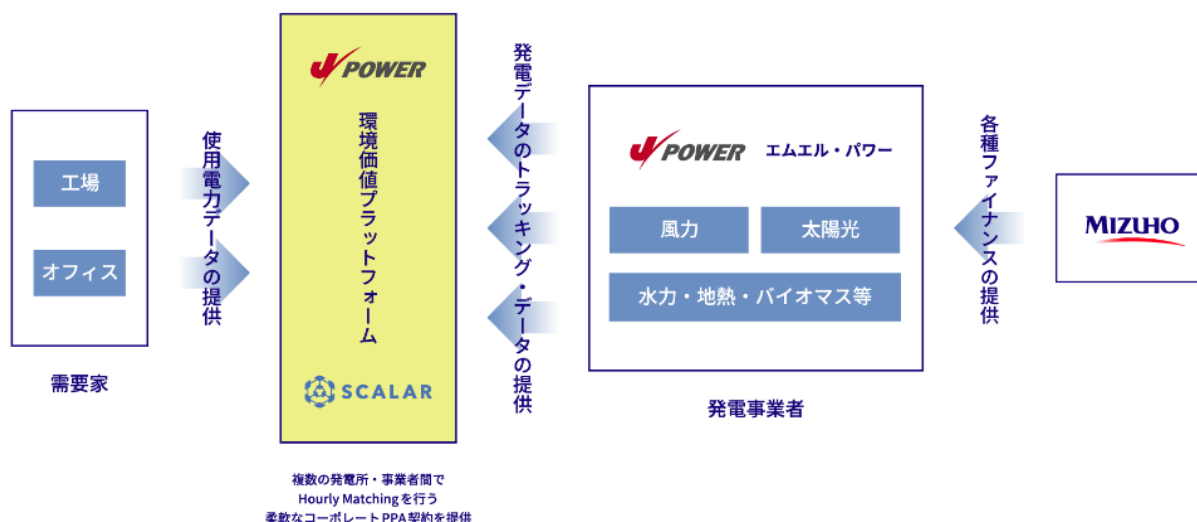 工場
オフィス
需要家
使用電力データの提供
J POWER
環境価値プラットフォーム
SCALAR
複数の発電所・事業者間で
Hourly Matchingを行う
柔軟なコーポレートPPA契約を提供
発電データのトラッキング・データの提供
J POWER エムエル・パワー
風力 太陽光
水力・地熱・バイオマス等
発電事業者
各種ファイナンスの提供
MIZUHO